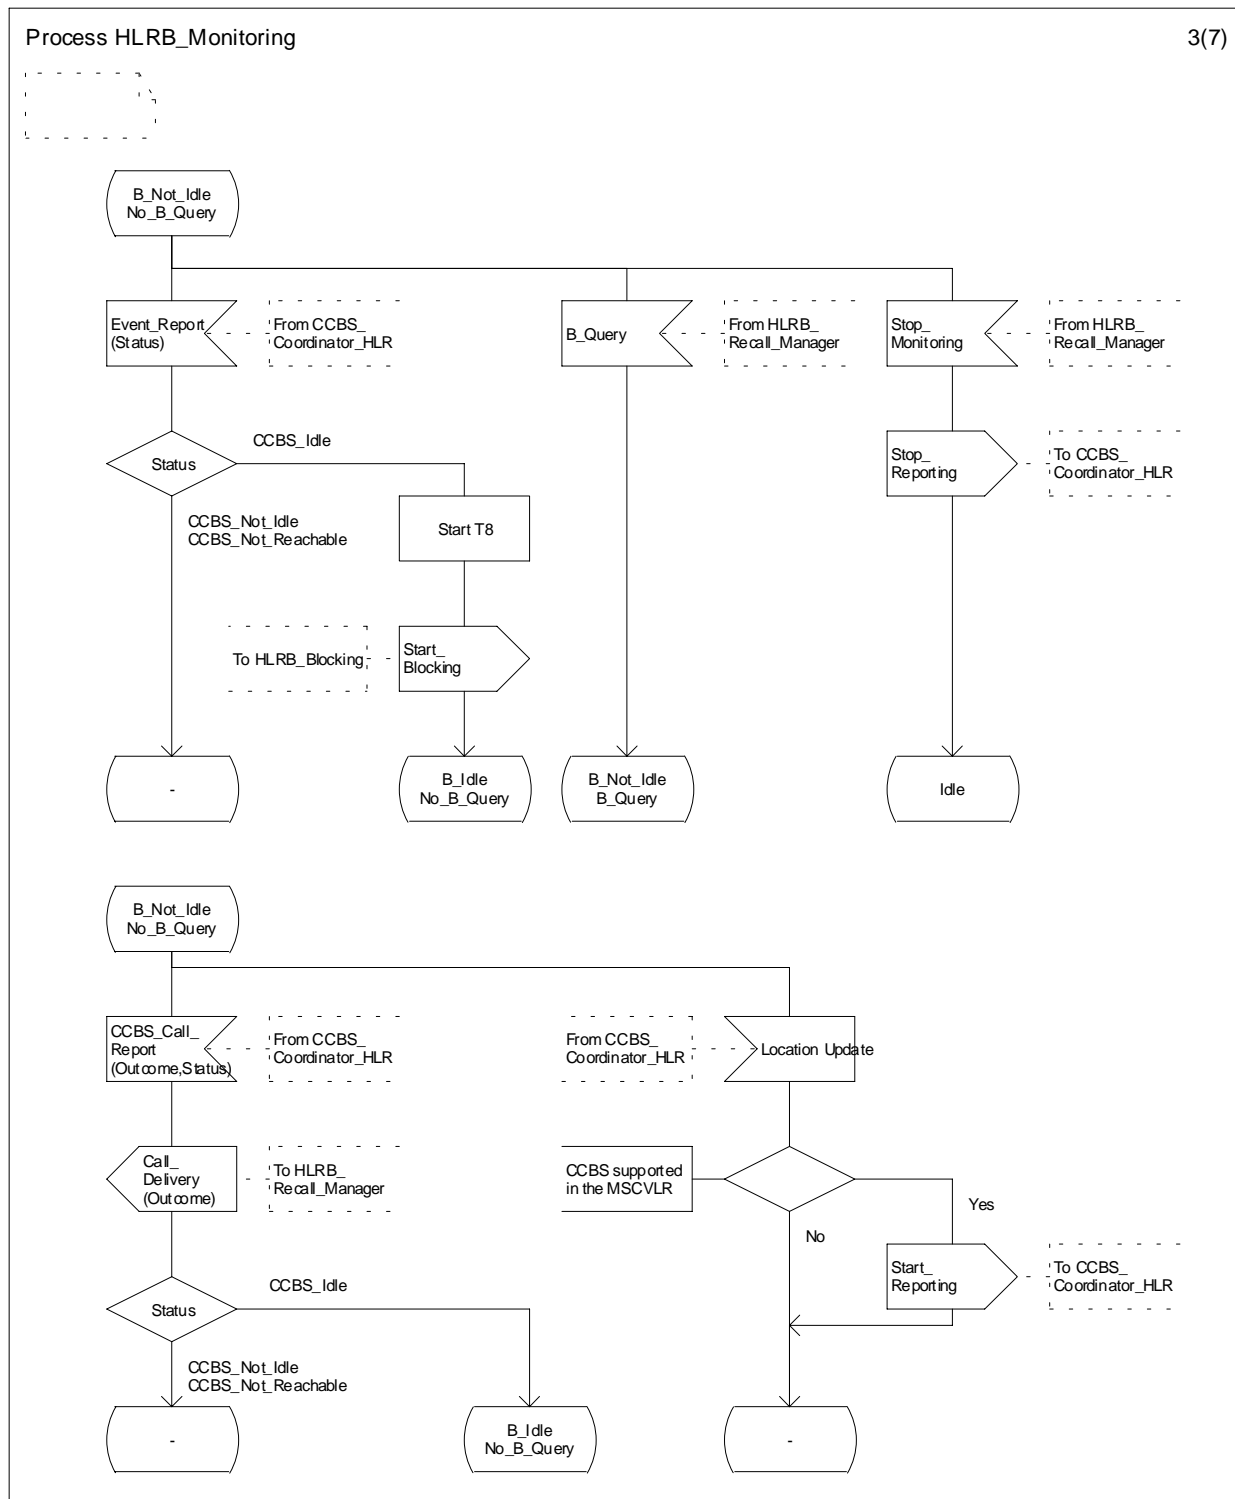 Process HLRB_Monitoring
3(7)
B_Not_Idle
No_B_Query
Event_Report
(Status)
From CCBS_
Coordinator_HLR
B_Query
From HLRB_
Recall_Manager
Stop_
Monitoring
From HLRB_
Recall_Manager
Status
CCBS_Idle
Stop_
Reporting
To CCBS_
Coordinator_HLR
CCBS_Not_Idle
CCBS_Not_Reachable
Start T8
To HLRB_Blocking
Start_
Blocking
-
B_Idle
No_B_Query
B_Not_Idle
B_Query
Idle
B_Not_Idle
No_B_Query
CCBS_Call_
Report
(Outcome,Status)
From CCBS_
Coordinator_HLR
From CCBS_
Coordinator_HLR
Location Update
Call_
Delivery
(Outcome)
To HLRB_
Recall_Manager
CCBS supported
in the MSCVLR
Yes
No
Start_
Reporting
To CCBS_
Coordinator_HLR
Status
CCBS_Idle
CCBS_Not_Idle
CCBS_Not_Reachable
-
B_Idle
No_B_Query
-